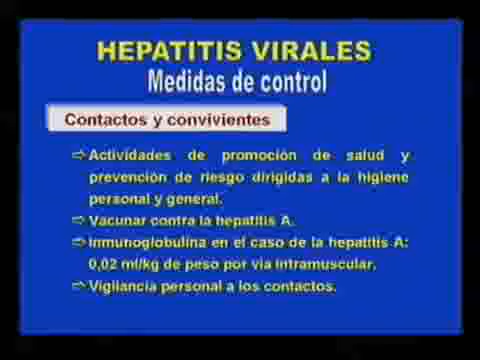 HEPATITIS VIRALES
Medidas de control
Contactos y convivientes
⇨Actividades de promoción de salud y
prevención de riesgo dirigidas a la higiene
personal y general.
⇨Vacunar contra la hepatitis A.
⇨Inmunoglobulina en el caso de la hepatitis A:
0,02 ml/kg de peso por via intramuscular.
⇨Vigilancia personal a los contactos.